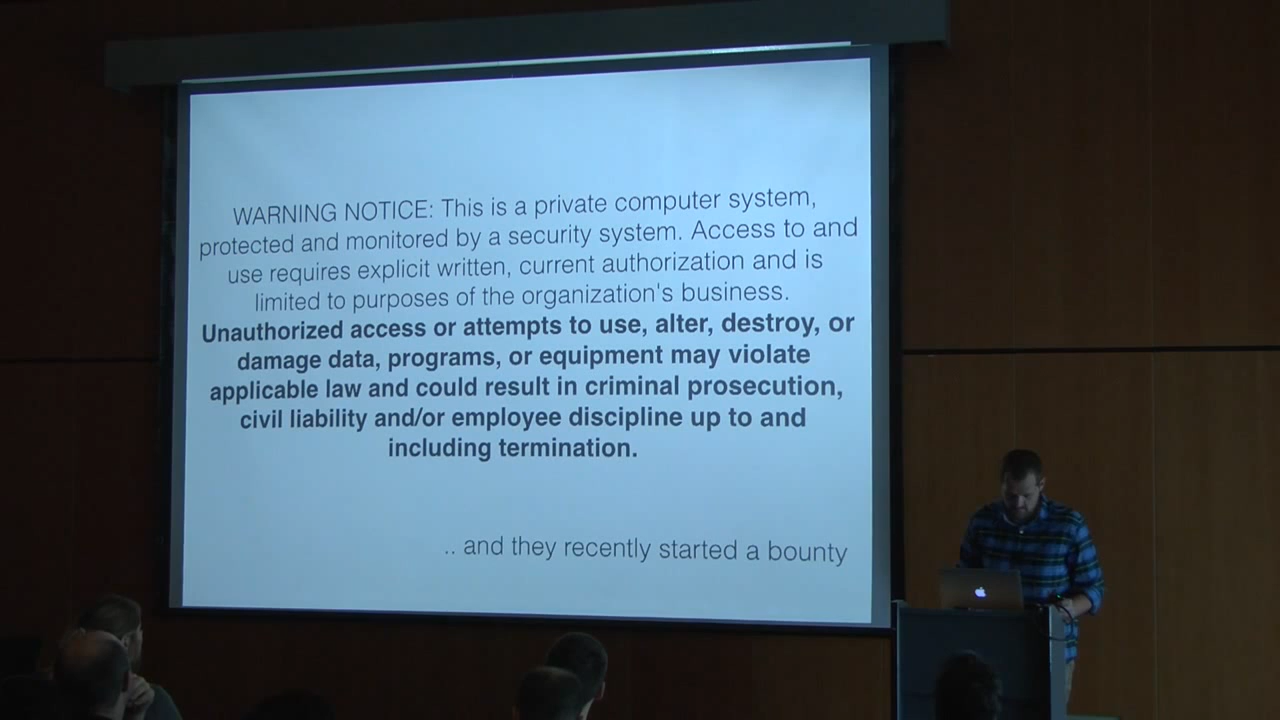 WARNING NOTICE: This is a private computer system,
protected and monitored by a security system. Access to and
use requires explicit written, current authorization and is
limited to purposes of the organization's business.
Unauthorized access or attempts to use, alter, destroy, or
damage data, programs, or equipment may violate
applicable law and could result in criminal prosecution,
civil liability and/or employee discipline up to and
including termination.
.. and they recently started a bounty